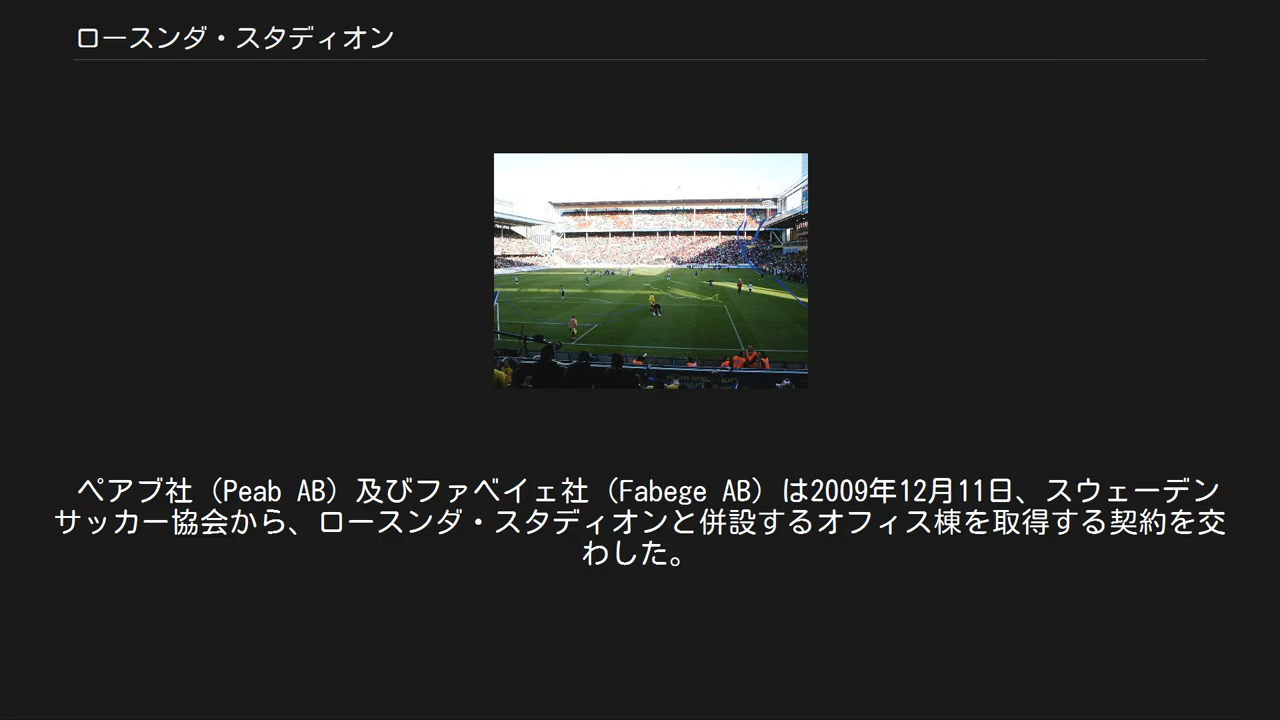 ロースンダ・スタディオン
ペアブ社（Peab AB）及びファベイェ社（Fabege AB）は2009年12月11日、スウェーデン
サッカー協会から、ロースンダ・スタディオンと併設するオフィス棟を取得する契約を交
わした。